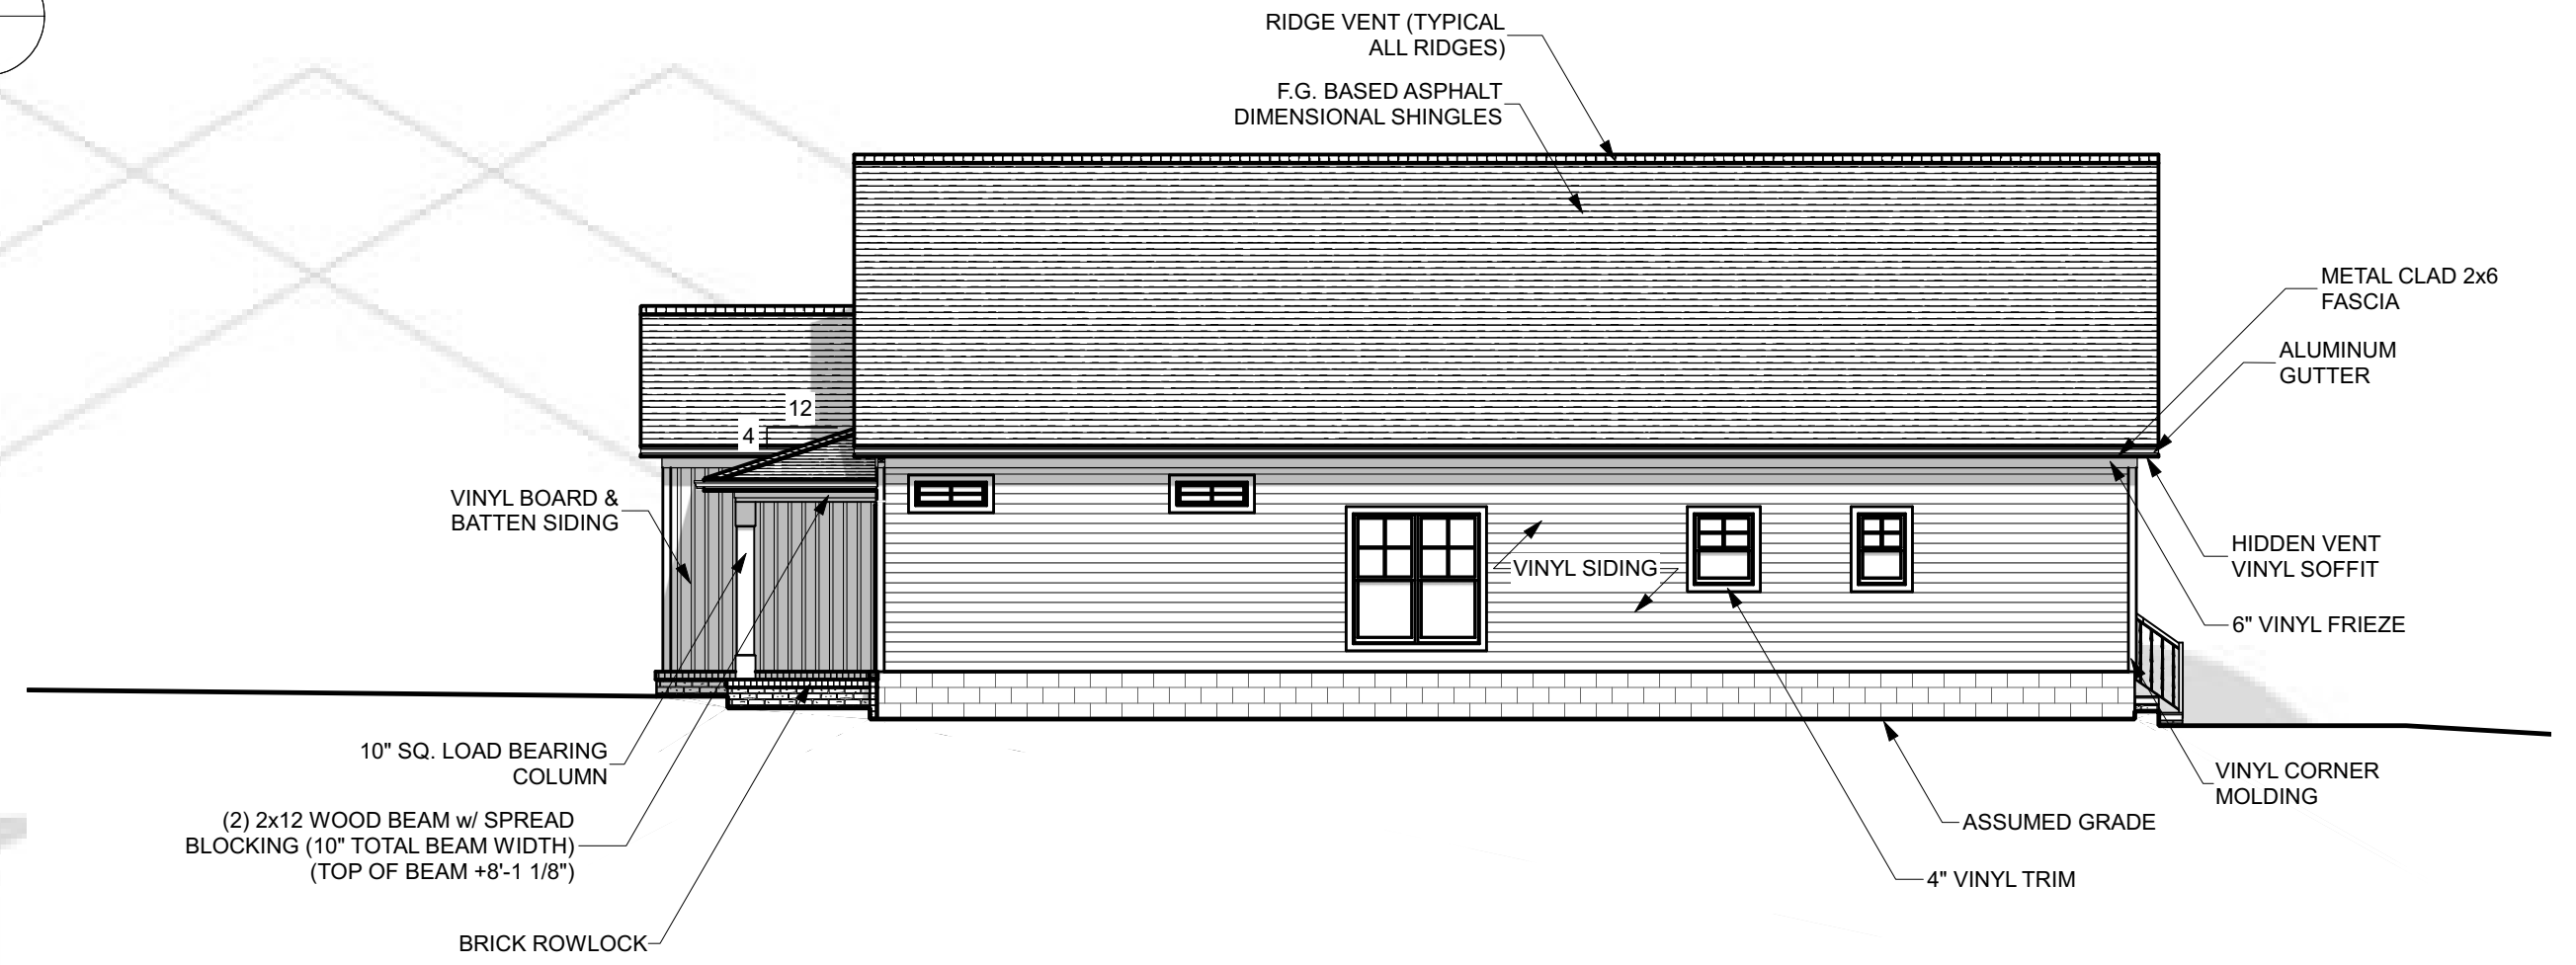 RIDGE VENT (TYPICAL
ALL RIDGES)
F.G. BASED ASPHALT
DIMENSIONAL SHINGLES
METAL CLAD 2x6
FASCIA
ALUMINUM
GUTTER
12
4
VINYL BOARD &
BATTEN SIDING
VINYL SIDING
HIDDEN VENT
VINYL SOFFIT
6" VINYL FRIEZE
10" SQ. LOAD BEARING
COLUMN
VINYL CORNER
MOLDING
(2) 2x12 WOOD BEAM w/ SPREAD
BLOCKING (10" TOTAL BEAM WIDTH)
(TOP OF BEAM +8'-1 1/8")
ASSUMED GRADE
4" VINYL TRIM
BRICK ROWLOCK